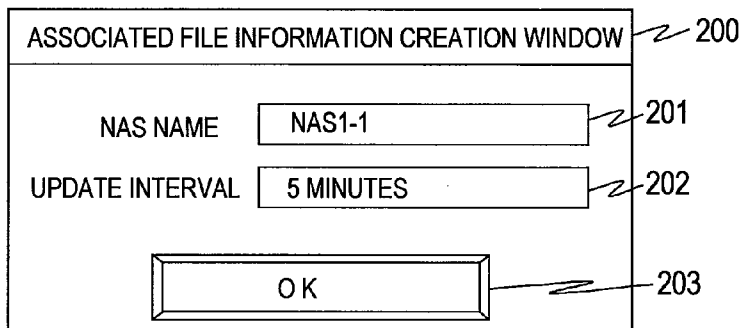 ASSOCIATED FILE INFORMATION CREATION WINDOW 200
NAS NAME NAS1-1 201
UPDATE INTERVAL 5 MINUTES 202
OK 203